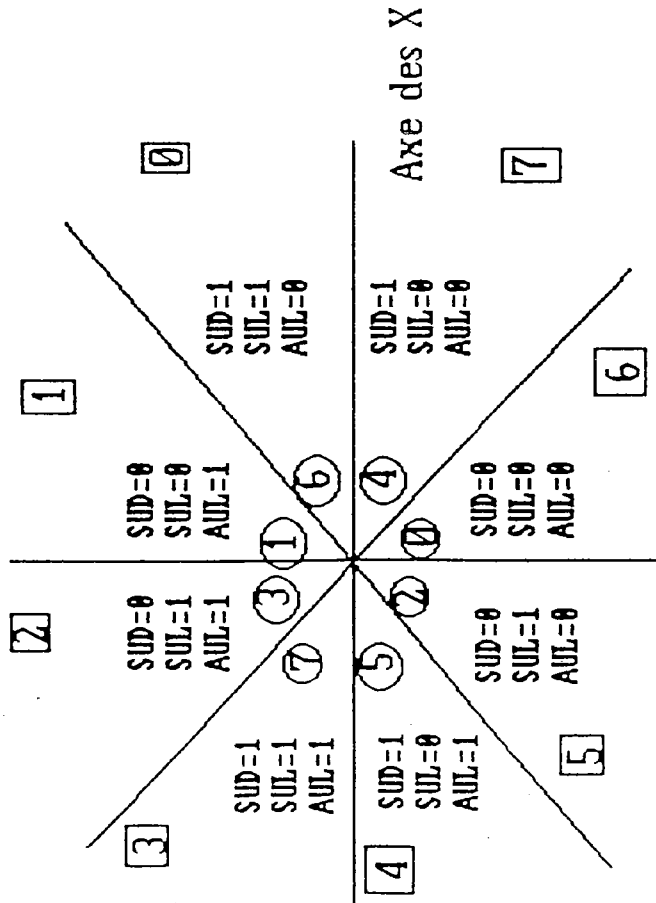 2
1
3
SUD=0
SUL=1
AUL=1
SUD=0
SUL=0
AUL=1
0
SUD=1
SUL=1
AUL=1
SUD=1
SUL=1
AUL=0
3
1
7
6
5
4
2
0
4
SUD=1
SUL=0
AUL=1
SUD=1
SUL=0
AUL=0
Axe des X
SUD=0
SUL=1
AUL=0
SUD=0
SUL=0
AUL=0
7
5
6